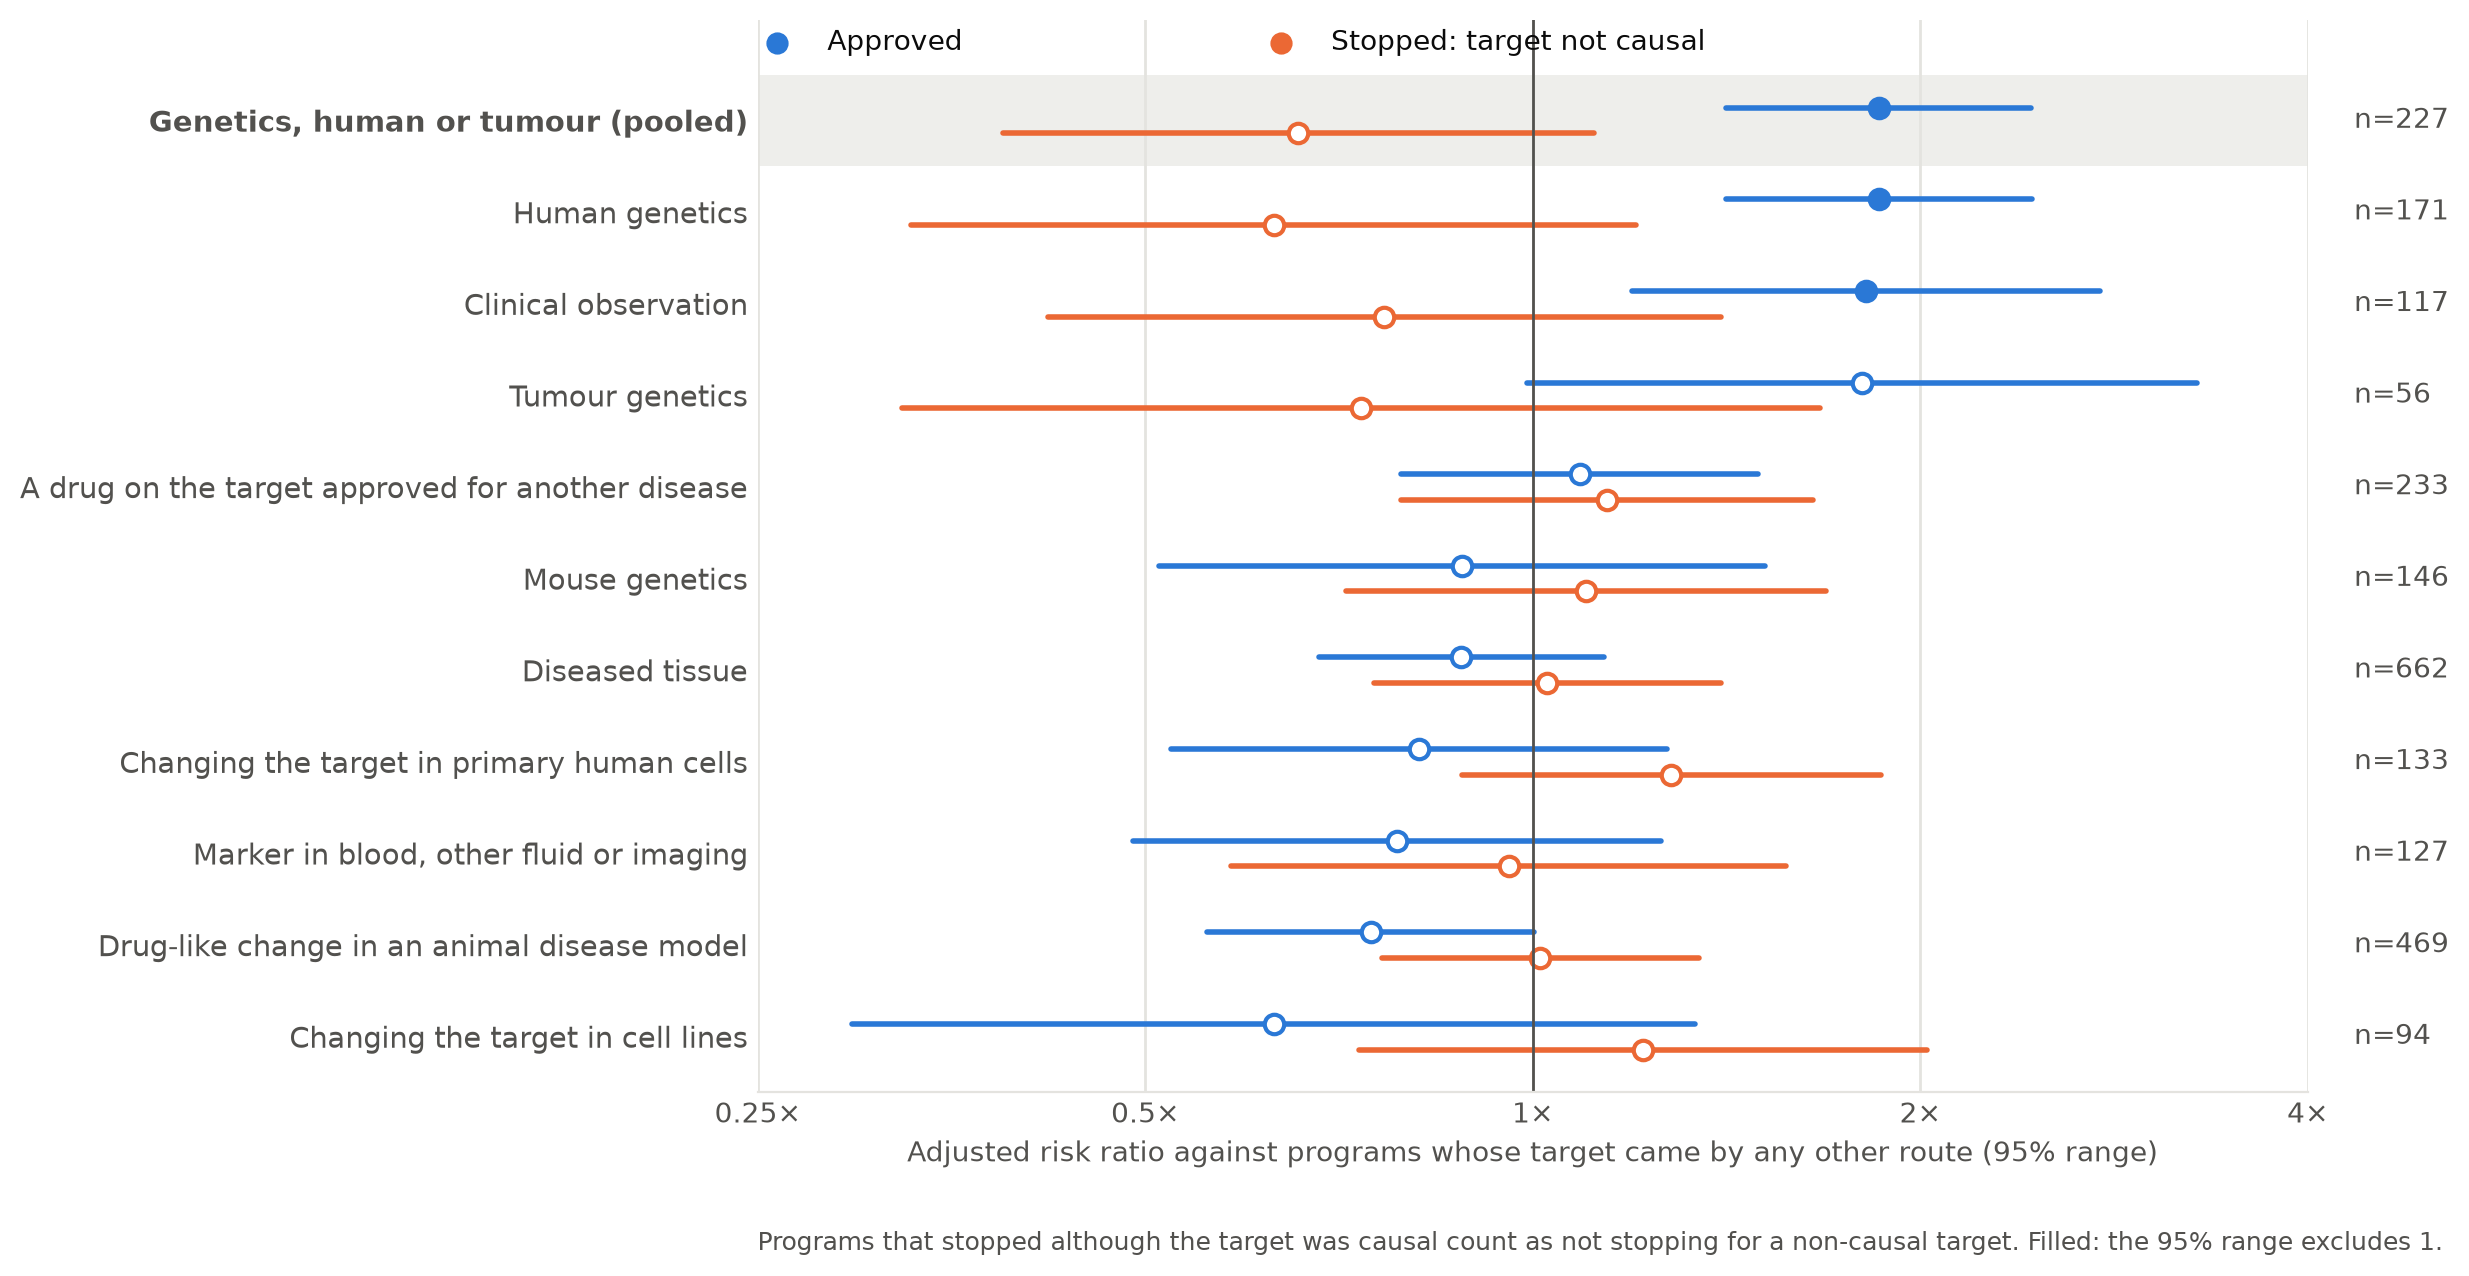 Approved
Stopped: target not causal
Genetics, human or tumour (pooled)
n=227
Human genetics
n=171
Clinical observation
n=117
Tumour genetics
n=56
A drug on the target approved for another disease
n=233
Mouse genetics
n=146
Diseased tissue
n=662
Changing the target in primary human cells
n=133
Marker in blood, other fluid or imaging
n=127
Drug-like change in an animal disease model
n=469
Changing the target in cell lines
n=94
0.25× 0.5× 1× 2× 4×
Adjusted risk ratio against programs whose target came by any other route (95% range)
Programs that stopped although the target was causal count as not stopping for a non-causal target. Filled: the 95% range excludes 1.